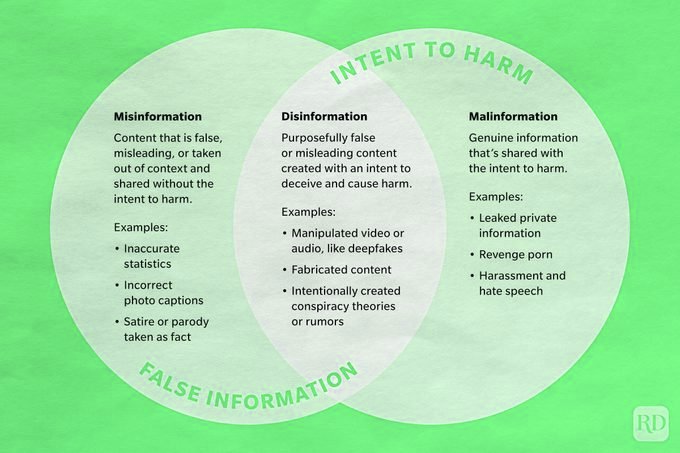 INTENT TO HARM
Misinformation
Content that is false,
misleading, or taken
out of context and
shared without the
intent to harm.
Examples:
• Inaccurate
statistics
• Incorrect
photo captions
• Satire or parody
taken as fact
Disinformation
Purposefully false
or misleading content
created with an intent to
deceive and cause harm.
Examples:
• Manipulated video or
audio, like deepfakes
• Fabricated content
• Intentionally created
conspiracy theories
or rumors
Malinformation
Genuine information
that’s shared with
the intent to harm.
Examples:
• Leaked private
information
• Revenge porn
• Harassment and
hate speech
FALSE INFORMATION
RD